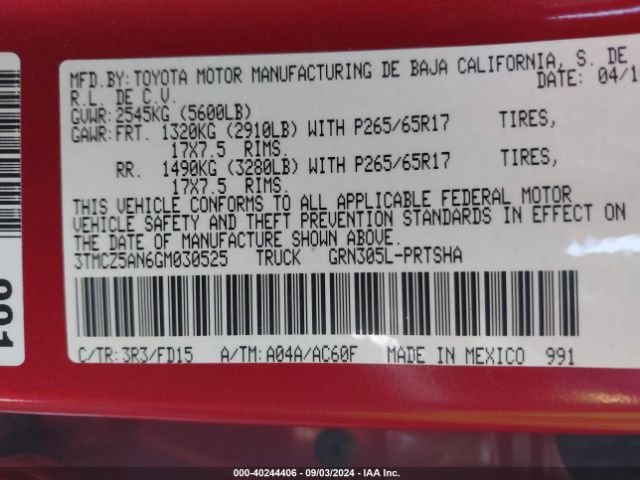 MFD.BY:TOYOTA MOTOR MANUFACTURING DE BAJA CALIFORNIA, S. DE
R.L. DE C.V. DATE: 04/1
GVWR:2545KG (5600LB)
GAWR:FRT. 1320KG (2910LB) WITH P265/65R17 TIRES,
17X7.5 RIMS.
RR. 1490KG (3280LB) WITH P265/65R17 TIRES,
17X7.5 RIMS.
THIS VEHICLE CONFORMS TO ALL APPLICABLE FEDERAL MOTOR
VEHICLE SAFETY AND THEFT PREVENTION STANDARDS IN EFFECT ON
THE DATE OF MANUFACTURE SHOWN ABOVE.
3TMCZ5AN6GM030525 TRUCK GRN305L-PRTSHA
C/TR:3R3/FD15 A/TM:A04A/AC60F MADE IN MEXICO 991
000-40244406 - 09/03/2024 - IAA Inc.